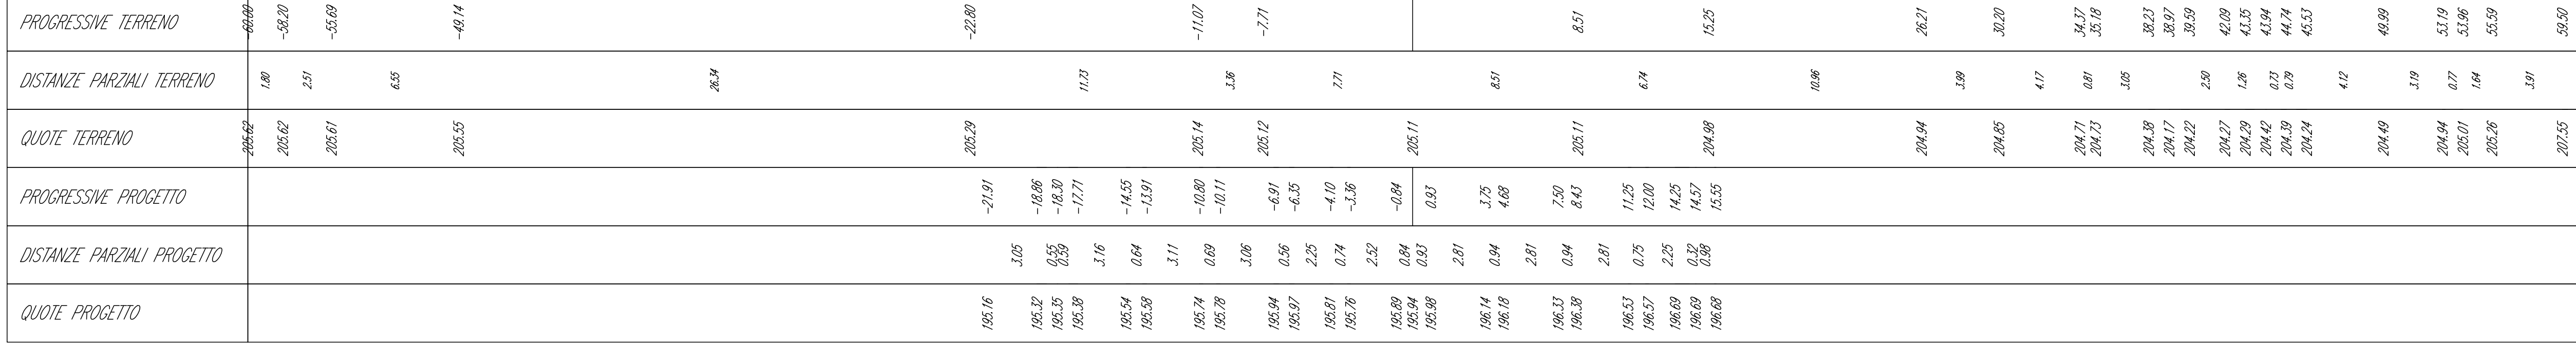 PROGRESSIVE TERRENO -60.00 -58.20 -55.69 -49.14 -22.80 -11.07 -7.71 8.51 15.25 26.21 30.20 34.37 35.18 38.23 38.97 39.59 42.09 43.35 43.94 44.74 45.53 49.99 53.19 53.96 55.59 59.50
DISTANZE PARZIALI TERRENO 1.80 2.51 6.55 26.34 11.73 3.36 7.71 8.51 6.74 10.96 3.99 4.17 0.81 3.05 2.50 1.26 0.73 0.79 4.12 3.19 0.77 1.64 3.91
QUOTE TERRENO 205.62 205.62 205.61 205.55 205.29 205.14 205.12 205.11 205.11 204.98 204.94 204.85 204.71 204.73 204.38 204.17 204.22 204.27 204.29 204.42 204.39 204.24 204.49 204.94 205.01 205.26 207.55
PROGRESSIVE PROGETTO -21.91 -18.86 -18.30 -17.71 -14.55 -13.91 -10.80 -10.11 -6.91 -6.35 -4.10 -3.36 -0.84 0.93 3.75 4.68 7.50 8.43 11.25 12.00 14.25 14.57 15.55
DISTANZE PARZIALI PROGETTO 3.05 0.55 0.59 3.16 0.64 3.11 0.69 3.06 0.56 2.25 0.74 2.52 0.84 0.93 2.81 0.94 2.81 0.94 2.81 0.75 2.25 0.32 0.98
QUOTE PROGETTO 195.16 195.32 195.35 195.38 195.54 195.58 195.74 195.78 195.94 195.97 195.81 195.76 195.89 195.94 195.98 196.14 196.18 196.33 196.38 196.53 196.57 196.69 196.69 196.68